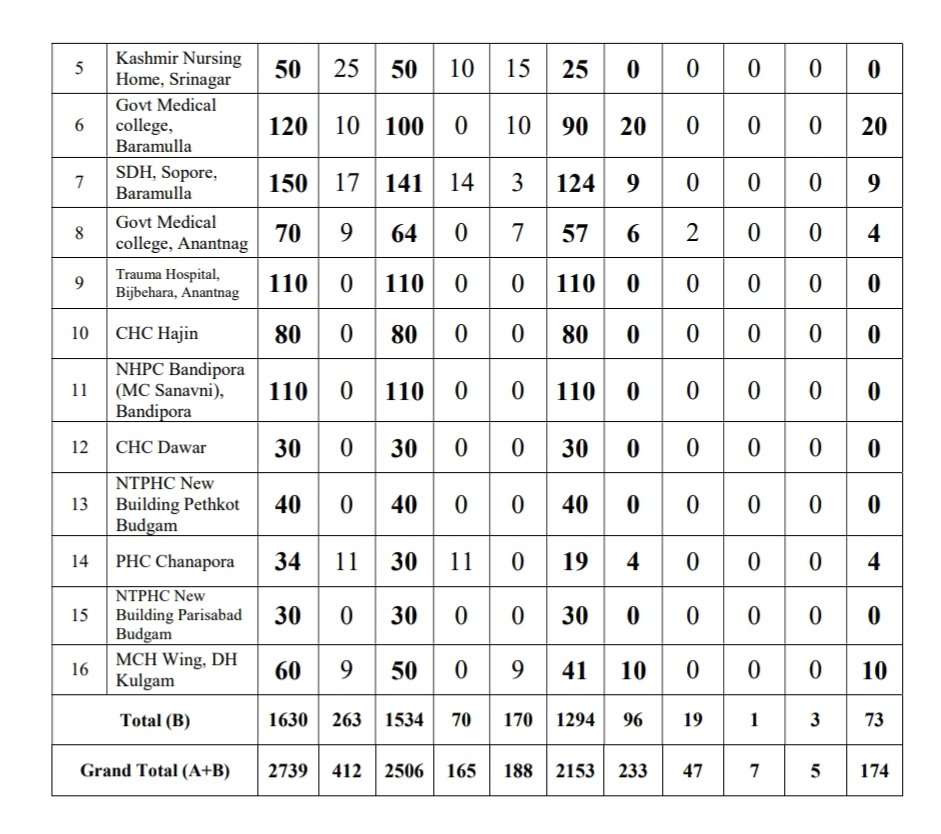 5 Kashmir Nursing Home, Srinagar 50 25 50 10 15 25 0 0 0 0 0
6 Govt Medical college, Baramulla 120 10 100 0 10 90 20 0 0 0 20
7 SDH, Sopore, Baramulla 150 17 141 14 3 124 9 0 0 0 9
8 Govt Medical college, Anantnag 70 9 64 0 7 57 6 2 0 0 4
9 Trauma Hospital, Bijbehara, Anantnag 110 0 110 0 0 110 0 0 0 0 0
10 CHC Hajin 80 0 80 0 0 80 0 0 0 0 0
11 NHPC Bandipora (MC Sanavni), Bandipora 110 0 110 0 0 110 0 0 0 0 0
12 CHC Dawar 30 0 30 0 0 30 0 0 0 0 0
13 NTPHC New Building Pethkot Budgam 40 0 40 0 0 40 0 0 0 0 0
14 PHC Chanapora 34 11 30 11 0 19 4 0 0 0 4
15 NTPHC New Building Parisabad Budgam 30 0 30 0 0 30 0 0 0 0 0
16 MCH Wing, DH Kulgam 60 9 50 0 9 41 10 0 0 0 10
Total (B) 1630 263 1534 70 170 1294 96 19 1 3 73
Grand Total (A+B) 2739 412 2506 165 188 2153 233 47 7 5 174